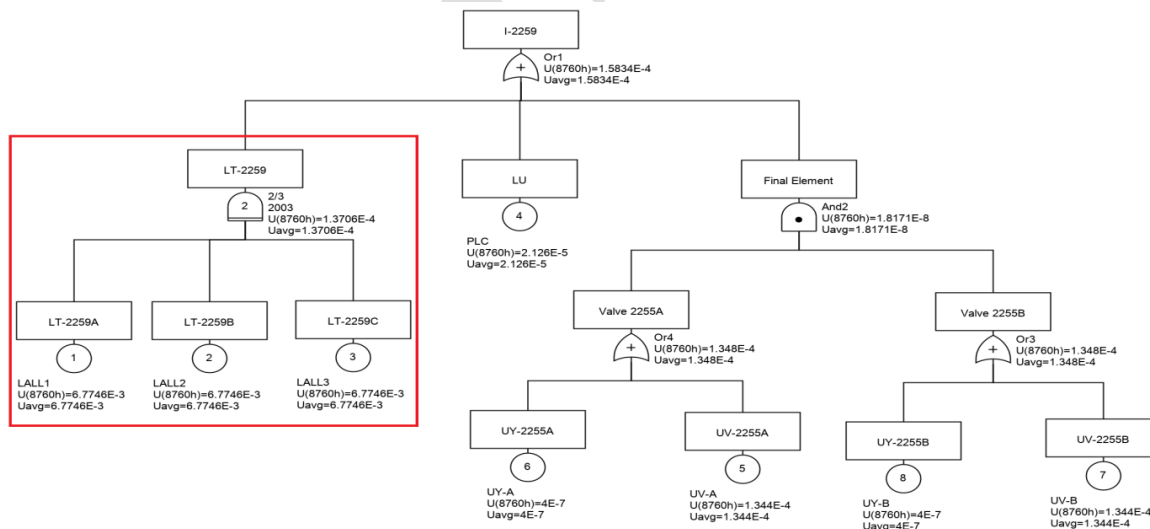 I-2259
Or1
U(8760h)=1.5834E-4
Uavg=1.5834E-4
LT-2259
2
2/3
2003
U(8760h)=1.3706E-4
Uavg=1.3706E-4
LU
4
PLC
U(8760h)=2.126E-5
Uavg=2.126E-5
Final Element
And2
U(8760h)=1.8171E-8
Uavg=1.8171E-8
LT-2259A
1
LALL1
U(8760h)=6.7746E-3
Uavg=6.7746E-3
LT-2259B
2
LALL2
U(8760h)=6.7746E-3
Uavg=6.7746E-3
LT-2259C
3
LALL3
U(8760h)=6.7746E-3
Uavg=6.7746E-3
Valve 2255A
Or4
U(8760h)=1.348E-4
Uavg=1.348E-4
Valve 2255B
Or3
U(8760h)=1.348E-4
Uavg=1.348E-4
UY-2255A
6
UY-A
U(8760h)=4E-7
Uavg=4E-7
UV-2255A
5
UV-A
U(8760h)=1.344E-4
Uavg=1.344E-4
UY-2255B
8
UY-B
U(8760h)=4E-7
Uavg=4E-7
UV-2255B
7
UV-B
U(8760h)=1.344E-4
Uavg=1.344E-4